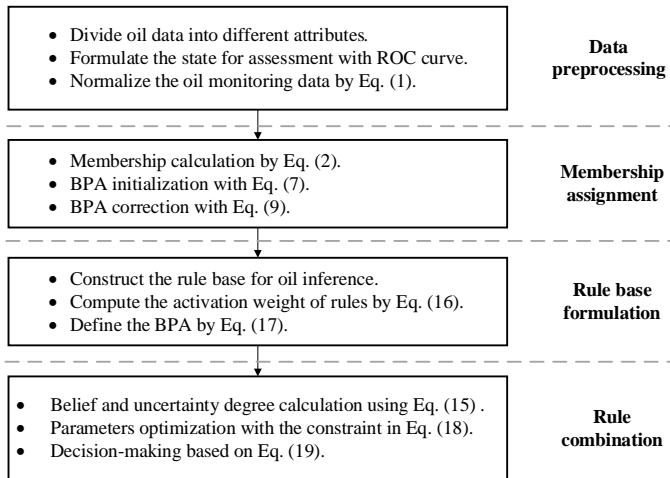 • Divide oil data into different attributes.
• Formulate the state for assessment with ROC curve.
• Normalize the oil monitoring data by Eq. (1).
Data
preprocessing
• Membership calculation by Eq. (2).
• BPA initialization with Eq. (7).
• BPA correction with Eq. (9).
Membership
assignment
• Construct the rule base for oil inference.
• Compute the activation weight of rules by Eq. (16).
• Define the BPA by Eq. (17).
Rule base
formulation
• Belief and uncertainty degree calculation using Eq. (15) .
• Parameters optimization with the constraint in Eq. (18).
• Decision-making based on Eq. (19).
Rule
combination